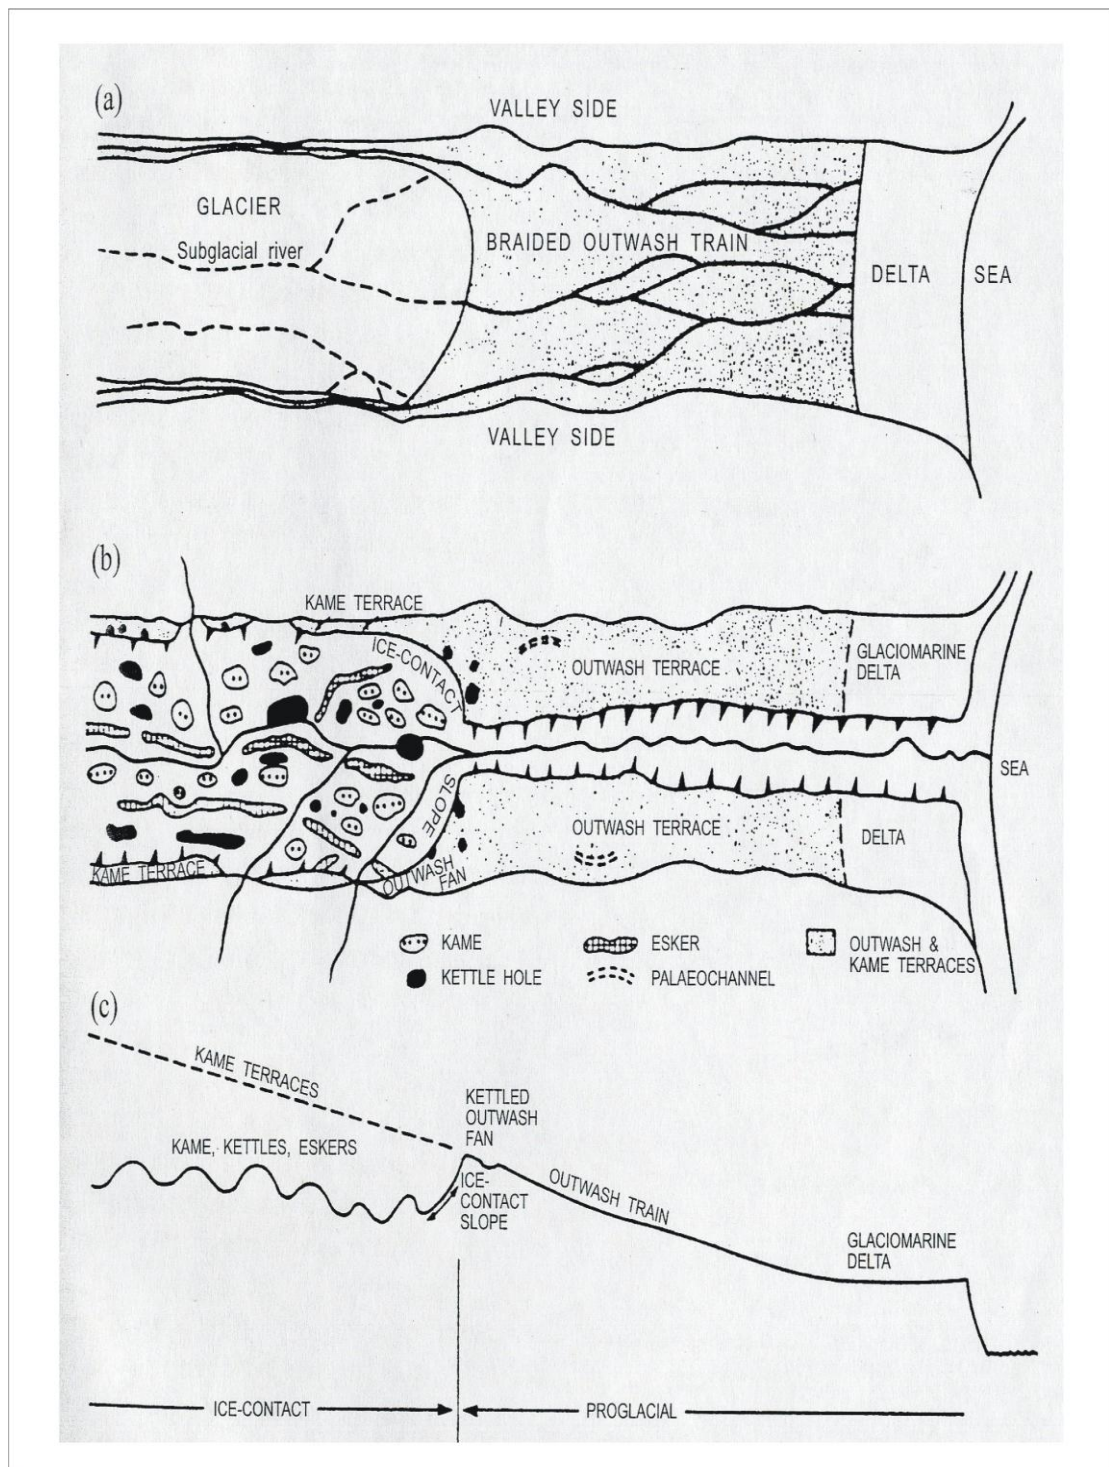 (a)
VALLEY SIDE
GLACIER
Subglacial river
BRAIDED OUTWASH TRAIN
DELTA
SEA
VALLEY SIDE
(b)
KAME TERRACE
ICE-CONTACT
OUTWASH TERRACE
GLACIOMARINE
DELTA
SEA
SLOPE
OUTWASH TERRACE
DELTA
KAME TERRACE
OUTWASH
FAN
KAME
ESKER
OUTWASH &
KAME TERRACES
KETTLE HOLE
PALAEOCHANNEL
(c)
KAME TERRACES
KETTLED
OUTWASH
FAN
KAME, KETTLES, ESKERS
ICE-
CONTACT
SLOPE
OUTWASH TRAIN
GLACIOMARINE
DELTA
ICE-CONTACT
PROGLACIAL